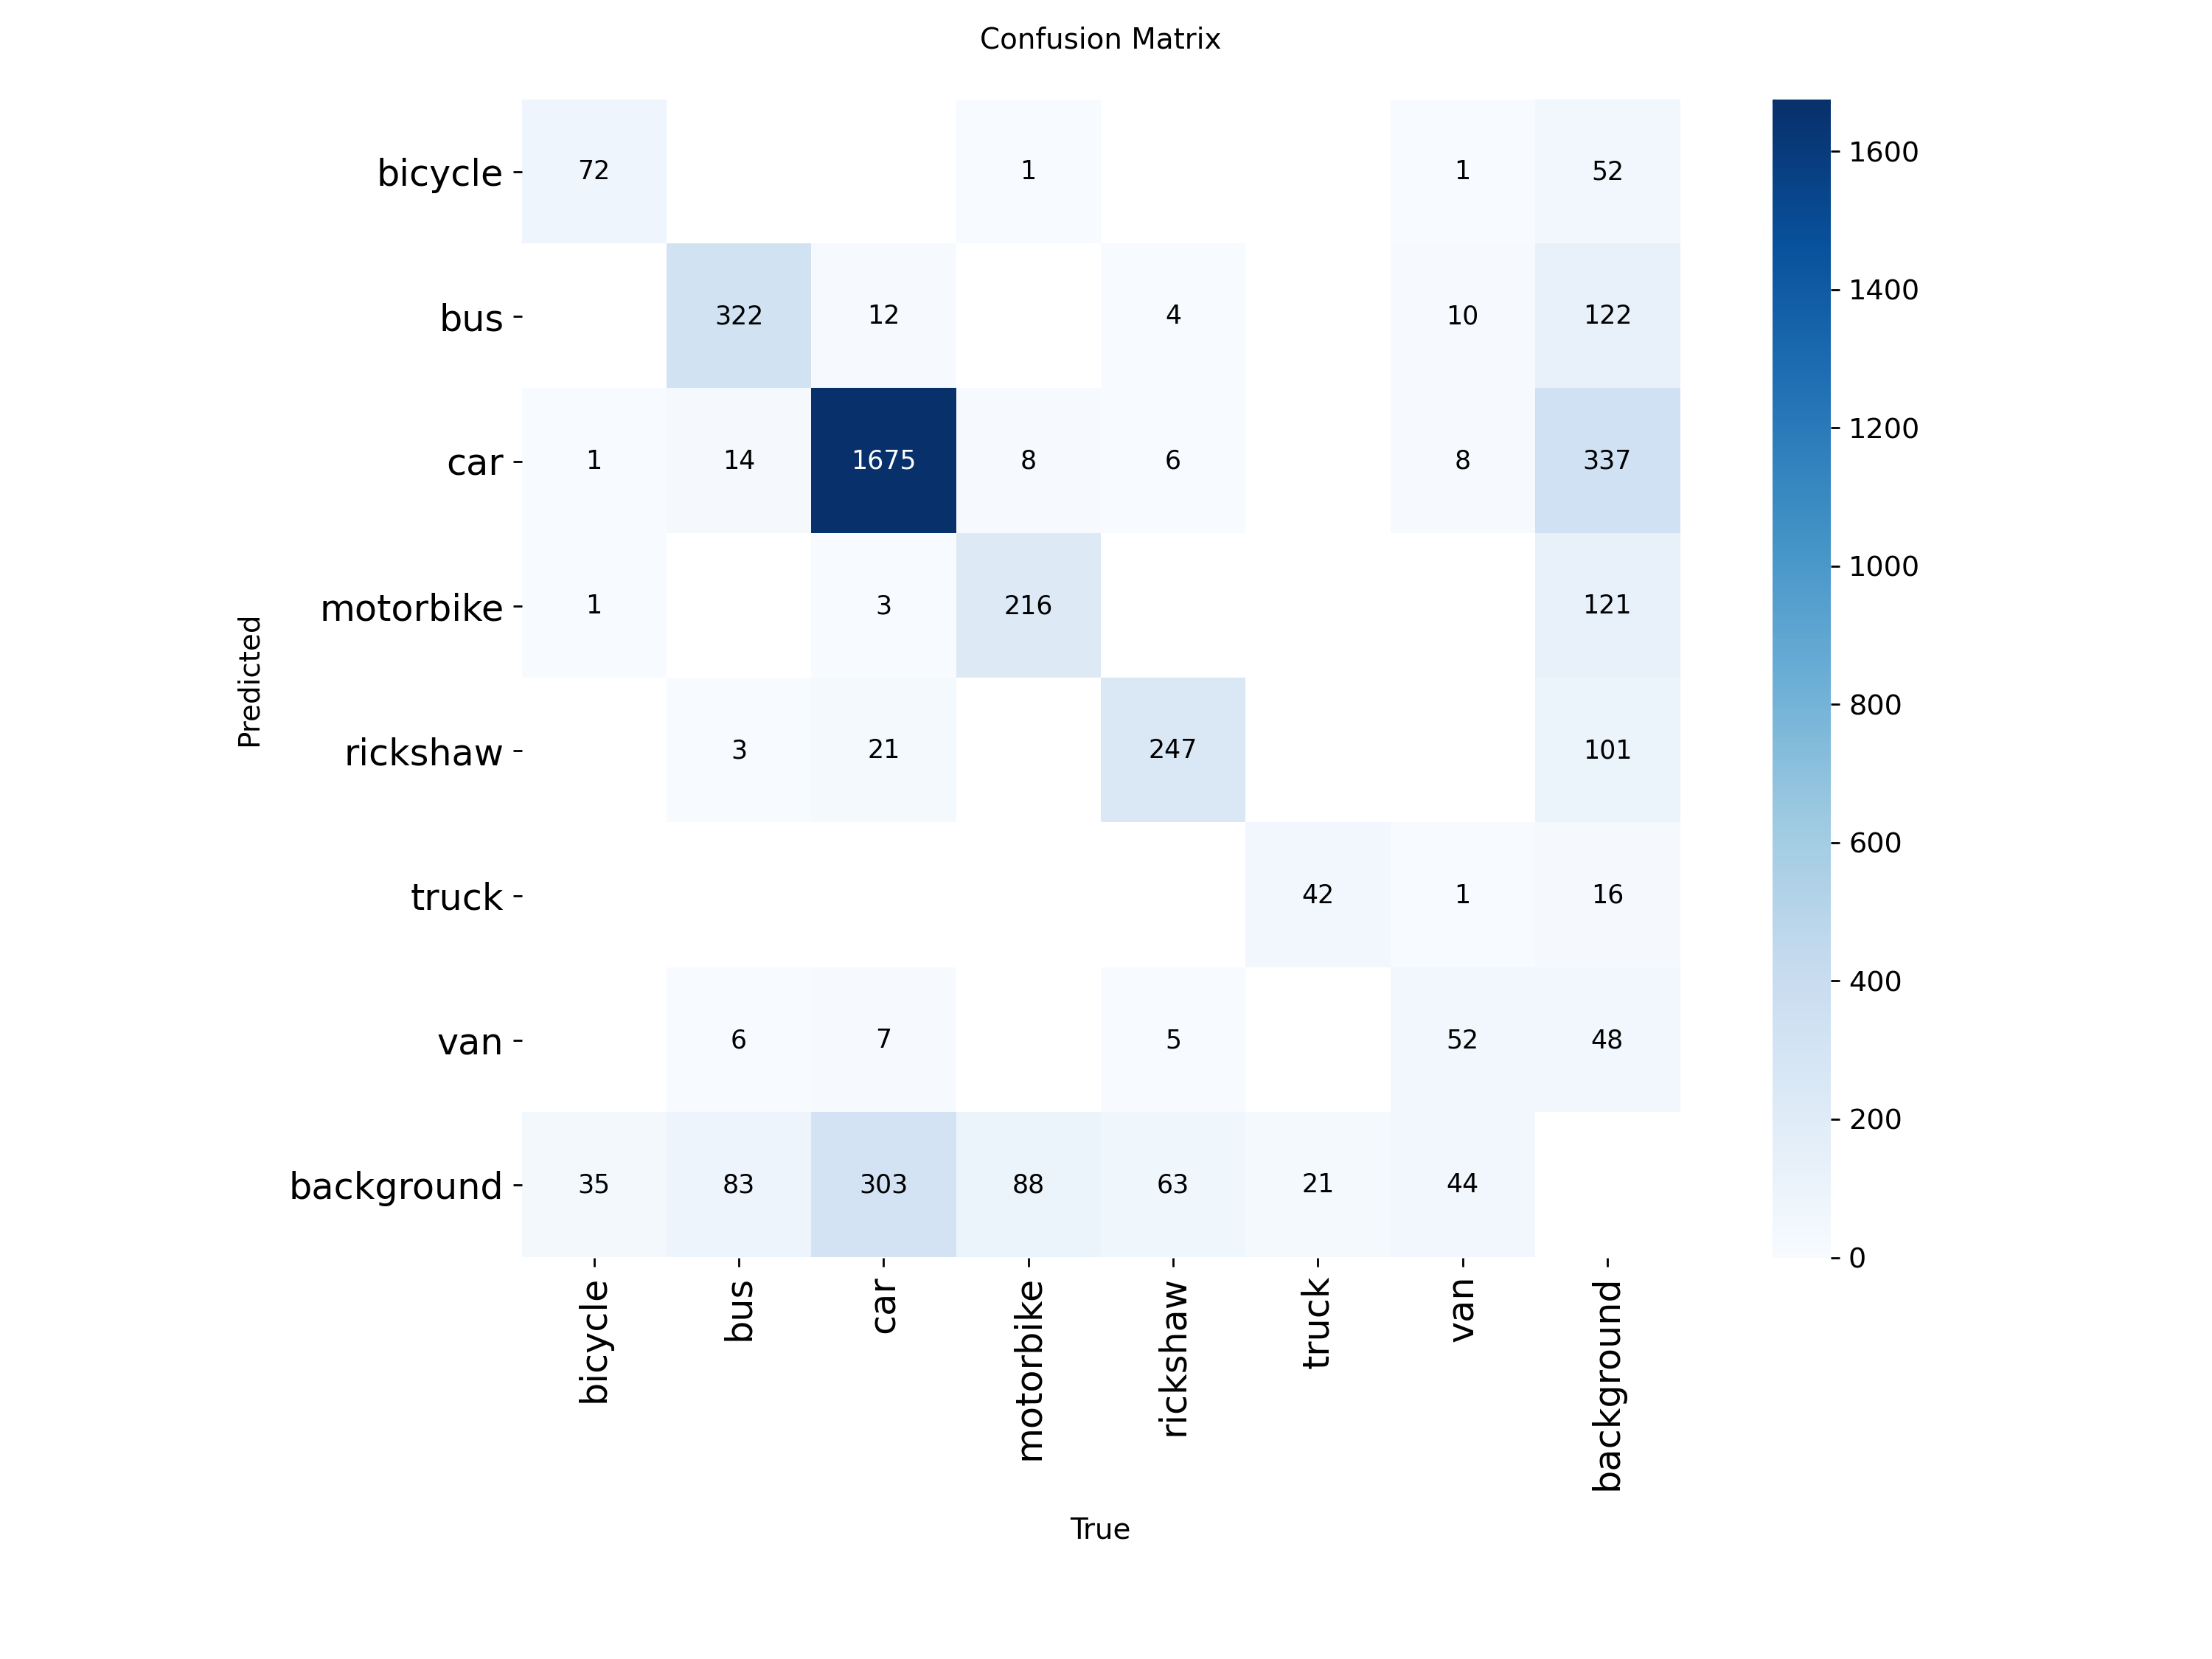 Confusion Matrix
bicycle 72 1 1 52
bus 322 12 4 10 122
car 1 14 1675 8 6 8 337
motorbike 1 3 216 121
rickshaw 3 21 247 101
truck 42 1 16
van 6 7 5 52 48
background 35 83 303 88 63 21 44
Predicted
bicycle bus car motorbike rickshaw truck van background
True
1600
1400
1200
1000
800
600
400
200
0